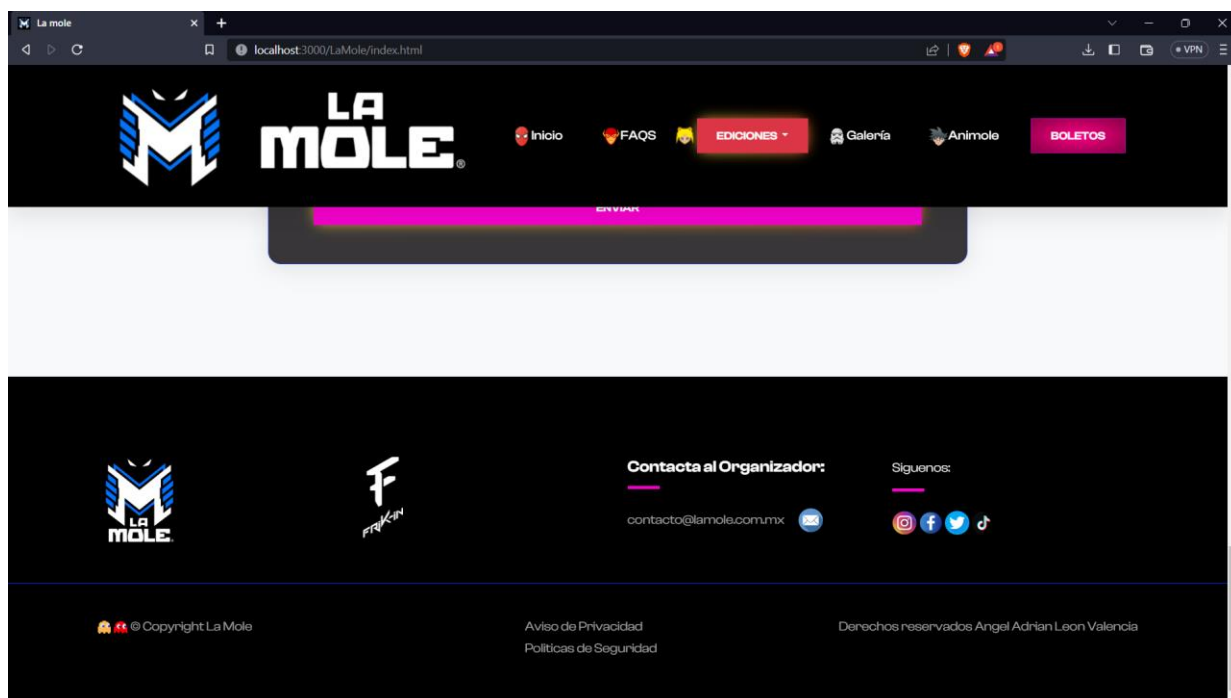 La mole
localhost:3000/LaMole/index.html
VPN
LA
MOLE®
Inicio
FAQS
EDICIONES
Galería
Animole
BOLETOS
ENVIAR
LA
MOLE
FRIK-IN
Contacta al Organizador:
contacto@lamole.com.mx
Siguenos:
© Copyright La Mole
Aviso de Privacidad
Politicas de Seguridad
Derechos reservados Angel Adrian Leon Valencia